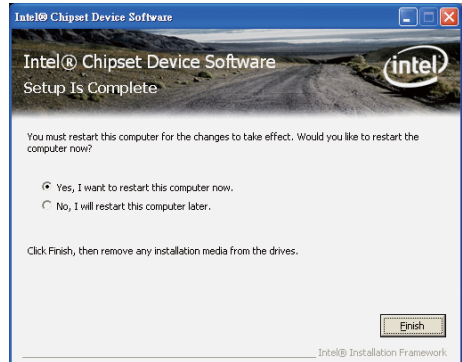 Intel® Chipset Device Software
Intel® Chipset Device Software
Setup Is Complete
intel
You must restart this computer for the changes to take effect. Would you like to restart the
computer now?
Yes, I want to restart this computer now.
No, I will restart this computer later.
Click Finish, then remove any installation media from the drives.
Finish
Intel® Installation Framework